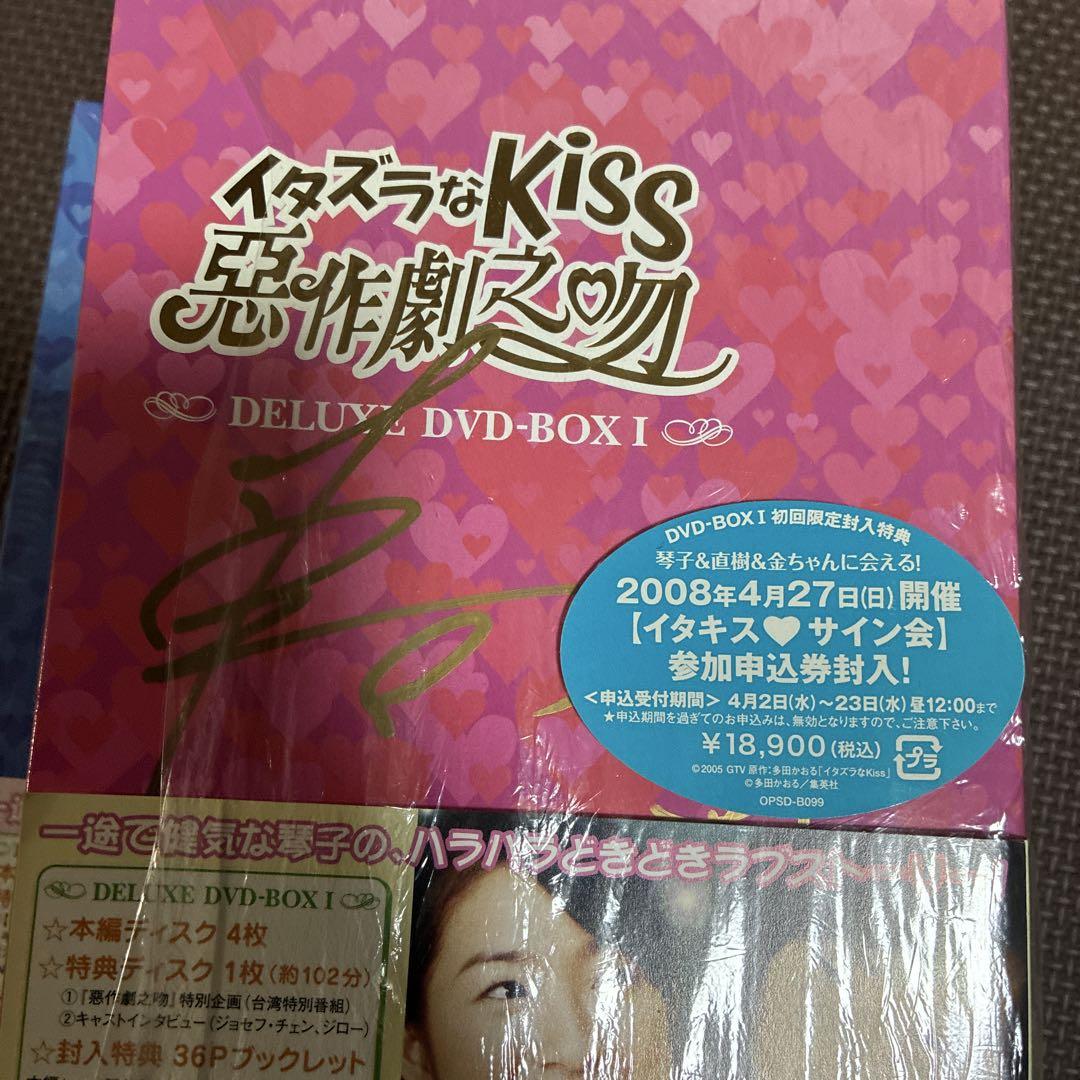 イタズラなKiss
惡作劇之吻
DELUXE DVD-BOX I
DVD-BOX I 初回限定封入特典
琴子&直樹&金ちゃんに会える!
2008年4月27日(日)開催
【イタキス♥サイン会】
参加申込券封入!
<申込受付期間> 4月2日(水)~23日(水)昼12:00まで
★申込期間を過ぎてのお申込みは、無効となりますので、ご注意下さい。
¥18,900(税込)
プラ
©2005 GTV 原作:多田かおる「イタズラなKiss」
©多田かおる/集英社
OPSD-B099
一途で健気な琴子の、ハラハラどきどきラブストーリー
DELUXE DVD-BOX I
☆本編ディスク 4枚
☆特典ディスク 1枚(約102分)
①『惡作劇之吻』特別企画(台湾特別番組)
②キャストインタビュー(ジョセフ・チェン、ジロー)
☆封入特典 36Pブックレット